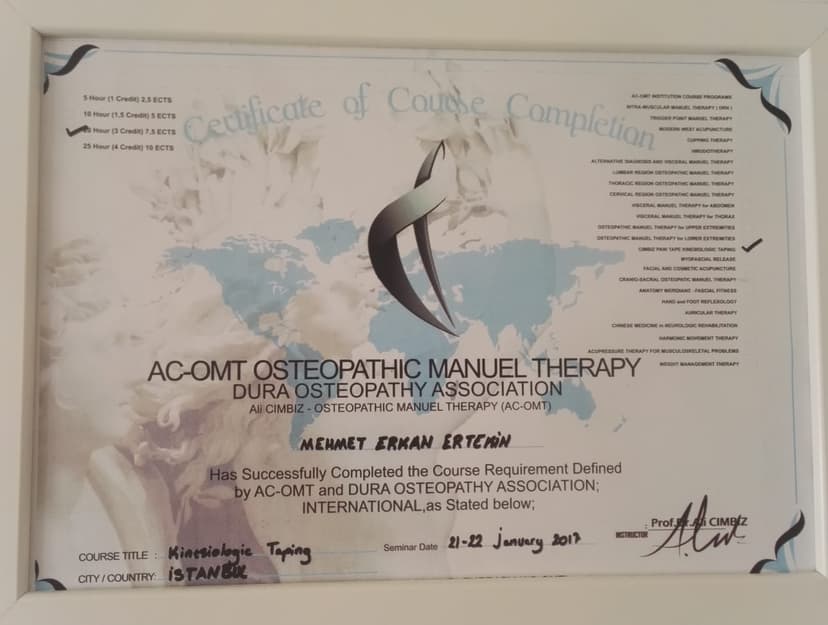 Certificate of Course Completion
5 Hour (1 Credit) 2,5 ECTS
10 Hour (1,5 Credit) 5 ECTS
Hour (3 Credit) 7,5 ECTS
25 Hour (4 Credit) 10 ECTS
AC-OMT INSTITUTION COURSE PROGRAMS
INTRA-MUSCULAR MANUEL THERAPY ( DRN )
TRIGGER POINT MANUEL THERAPY
MODERN WEST ACUPUNCTURE
CUPPING THERAPY
HIRUDOTHERAPY
ALTERNATIVE DIAGNOSIS AND VISCERAL MANUEL THERAPY
LUMBAR REGION OSTEOPATHIC MANUEL THERAPY
THORACIC REGION OSTEOPATHIC MANUEL THERAPY
CERVICAL REGION OSTEOPATHIC MANUEL THERAPY
VISCERAL MANUEL THERAPY for ABDOMEN
VISCERAL MANUEL THERAPY for THORAX
OSTEOPATHIC MANUEL THERAPY for UPPER EXTREMITIES
OSTEOPATHIC MANUEL THERAPY for LOWER EXTREMITIES
CIMBIZ PAIN TAPE KINESIOLOGIC TAPING
MYOFASCIAL RELEASE
FACIAL AND COSMETIC ACUPUNCTURE
CRANIO-SACRAL OSTEOPATIC MANUEL THERAPY
ANATOMY MERIDIANS - FASCIAL FITNESS
HAND and FOOT REFLEXOLOGY
AURICULAR THERAPY
CHINESE MEDICINE in NEUROLOGIC REHABILITATION
HARMONIC MOVEMENT THERAPY
ACUPRESSURE THERAPY FOR MUSCULOSKELETAL PROBLEMS
WEIGHT MANAGEMENT THERAPY
AC-OMT OSTEOPATHIC MANUEL THERAPY
DURA OSTEOPATHY ASSOCIATION
Ali CIMBIZ - OSTEOPATHIC MANUEL THERAPY (AC-OMT)
MEHMET ERKAN ERTEKİN
Has Successfully Completed the Course Requirement Defined
by AC-OMT and DURA OSTEOPATHY ASSOCIATION;
INTERNATIONAL,as Stated below;
COURSE TITLE : Kinesiologic Taping
Seminar Date 21-22 january 2017
INSTRUCTOR : Prof.Dr.Ali CIMBIZ
CITY / COUNTRY: İSTANBUL